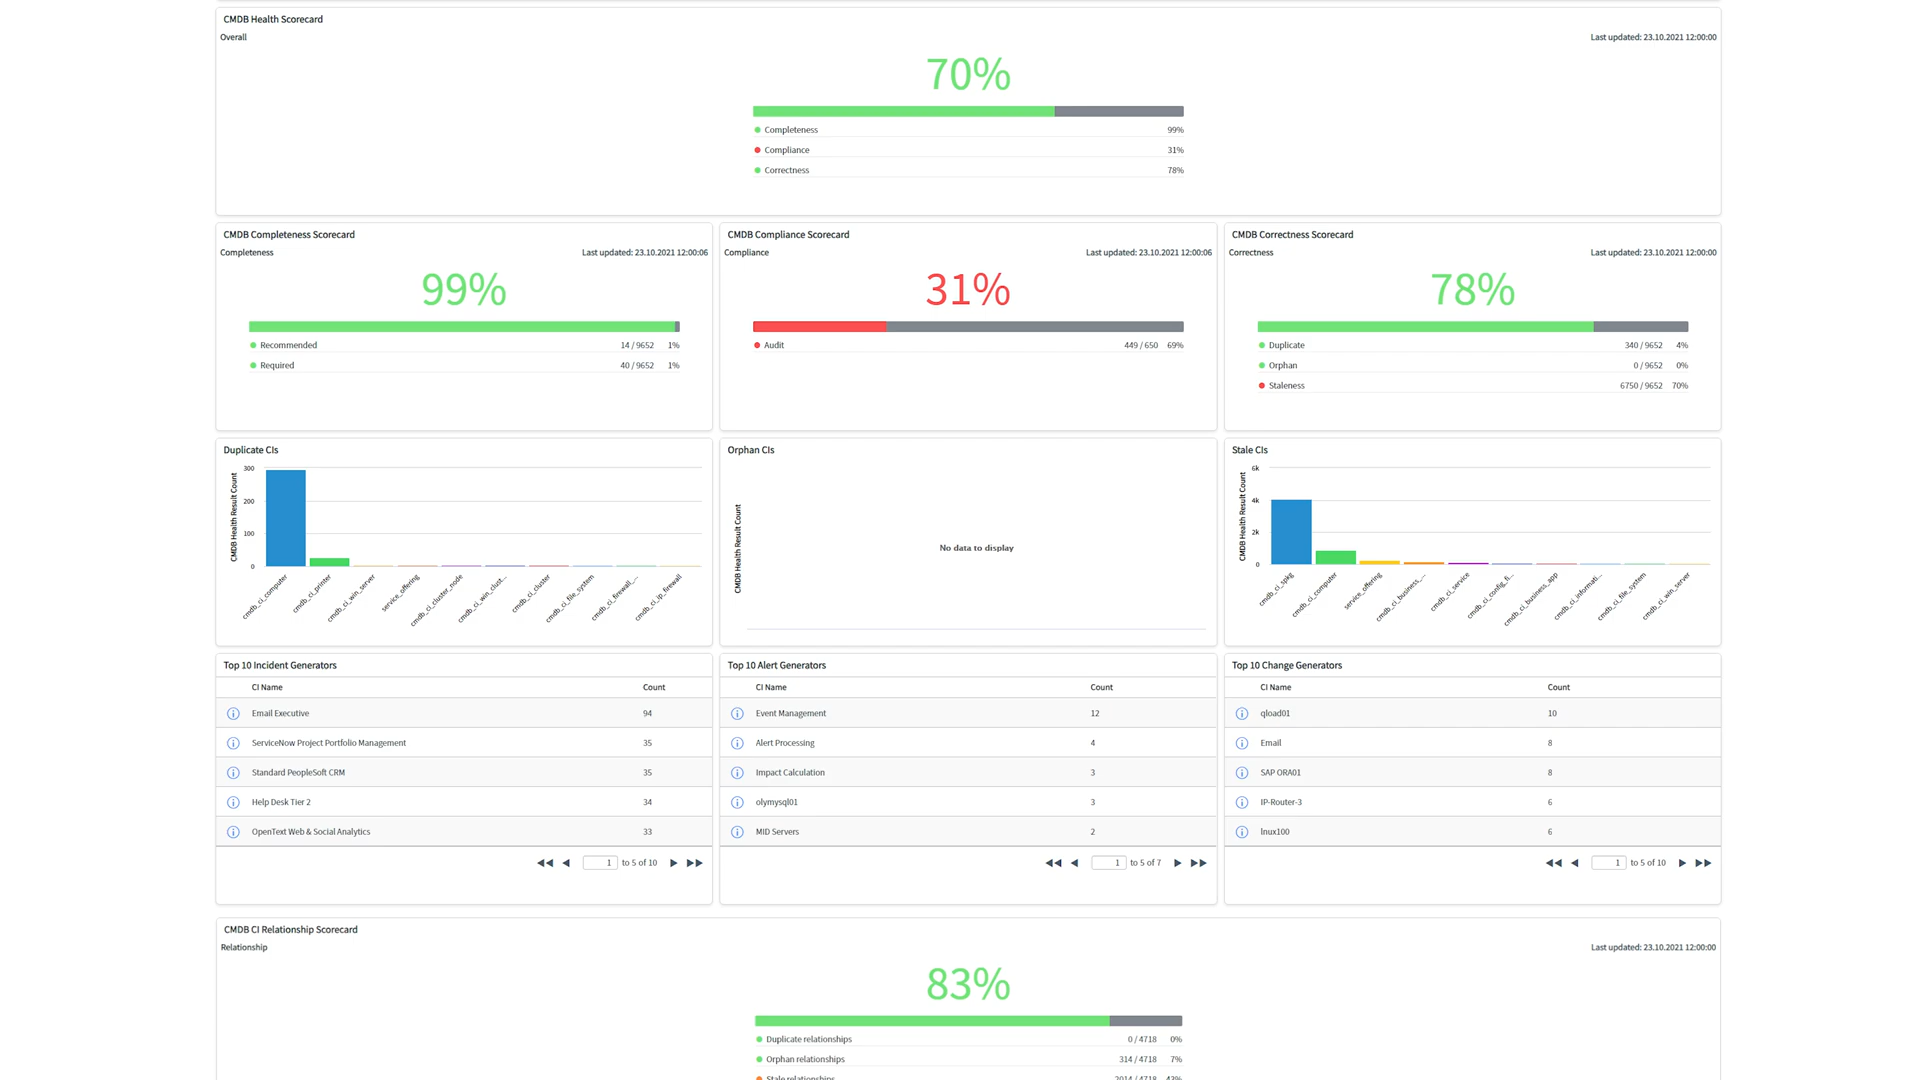 CMDB Health Scorecard
Overall
Last updated: 23.10.2021 12:00:00
70%
Completeness 99%
Compliance 31%
Correctness 78%
CMDB Completeness Scorecard
Completeness
Last updated: 23.10.2021 12:00:06
99%
Recommended 14 / 9652 1%
Required 40 / 9652 1%
CMDB Compliance Scorecard
Compliance
Last updated: 23.10.2021 12:00:06
31%
Audit 449 / 650 69%
CMDB Correctness Scorecard
Correctness
Last updated: 23.10.2021 12:00:00
78%
Duplicate 340 / 9652 4%
Orphan 0 / 9652 0%
Staleness 6750 / 9652 70%
Duplicate CIs
CMDB Health Result Count
300
200
100
0
cmdb_ci_computer
cmdb_ci_printer
cmdb_ci_win_server
service_offering
cmdb_ci_cluster_node
cmdb_ci_win_clust...
cmdb_ci_cluster
cmdb_ci_file_system
cmdb_ci_firewall_...
cmdb_ci_ip_firewall
Orphan CIs
CMDB Health Result Count
No data to display
Stale CIs
CMDB Health Result Count
6k
4k
2k
0
cmdb_ci_spkg
cmdb_ci_computer
service_offering
cmdb_ci_business_...
cmdb_ci_service
cmdb_ci_config_fi...
cmdb_ci_business_app
cmdb_ci_informati...
cmdb_ci_file_system
cmdb_ci_win_server
Top 10 Incident Generators
CI Name Count
Email Executive 94
ServiceNow Project Portfolio Management 35
Standard PeopleSoft CRM 35
Help Desk Tier 2 34
OpenText Web & Social Analytics 33
1 to 5 of 10
Top 10 Alert Generators
CI Name Count
Event Management 12
Alert Processing 4
Impact Calculation 3
olymysql01 3
MID Servers 2
1 to 5 of 7
Top 10 Change Generators
CI Name Count
qload01 10
Email 8
SAP ORA01 8
IP-Router-3 6
lnux100 6
1 to 5 of 10
CMDB CI Relationship Scorecard
Relationship
Last updated: 23.10.2021 12:00:00
83%
Duplicate relationships 0 / 4718 0%
Orphan relationships 314 / 4718 7%
Stale relationships 2014 / 4718 43%